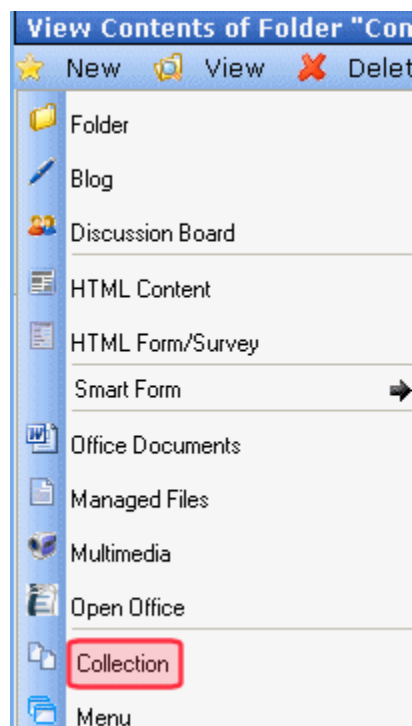 View Contents of Folder "Con
New View Delet
Folder
Blog
Discussion Board
HTML Content
HTML Form/Survey
Smart Form
Office Documents
Managed Files
Multimedia
Open Office
Collection
Menu